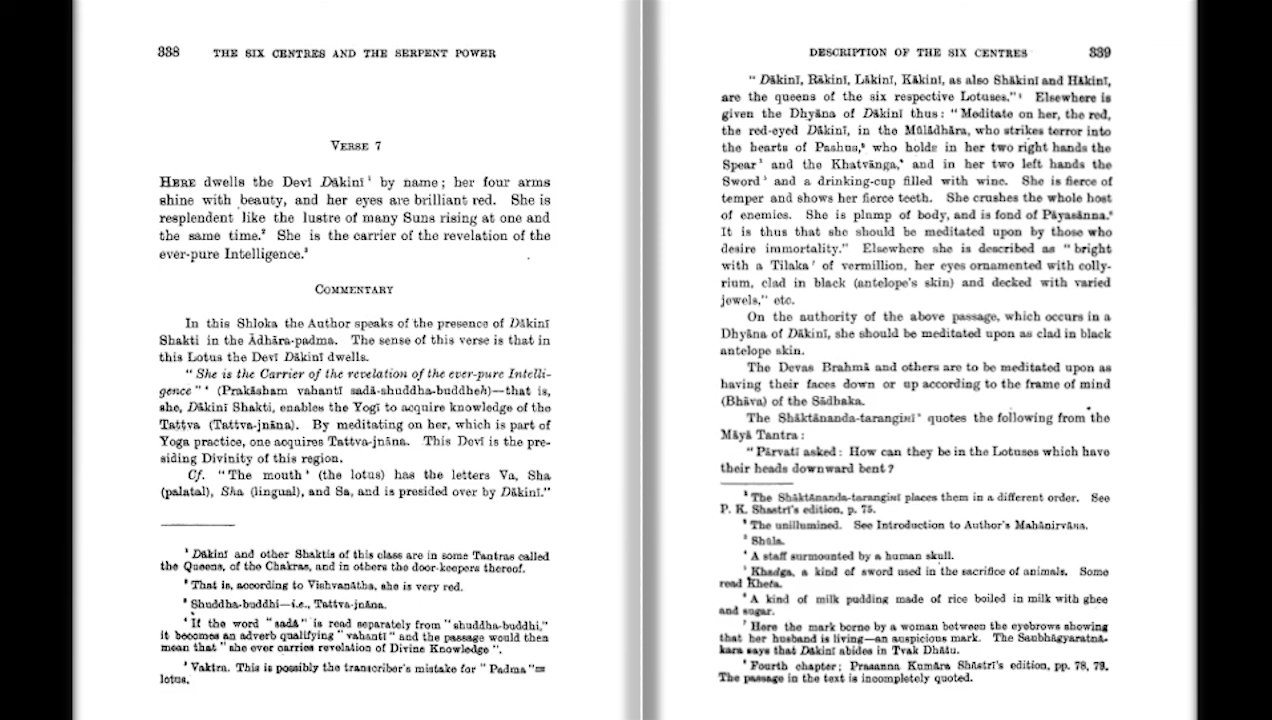 338 THE SIX CENTRES AND THE SERPENT POWER
VERSE 7
HERE dwells the Devī Ḍākinī¹ by name; her four arms
shine with beauty, and her eyes are brilliant red. She is
resplendent like the lustre of many Suns rising at one and
the same time.² She is the carrier of the revelation of the
ever-pure Intelligence.³
COMMENTARY
In this Shloka the Author speaks of the presence of Ḍākinī
Shakti in the Ādhāra-padma. The sense of this verse is that in
this Lotus the Devī Ḍākinī dwells.
"She is the Carrier of the revelation of the ever-pure Intelli-
gence"⁴ (Prakāsham vahantī sadā-shuddha-buddheh)—that is,
she, Ḍākinī Shakti, enables the Yogī to acquire knowledge of the
Tattva (Tattva-jnāna). By meditating on her, which is part of
Yoga practice, one acquires Tattva-jnāna. This Devī is the pre-
siding Divinity of this region.
Cf. "The mouth⁵ (the lotus) has the letters Va, Sha
(palatal), Sha (lingual), and Sa, and is presided over by Ḍākinī."
¹ Ḍākinī and other Shaktis of this class are in some Tantras called
the Queens, of the Chakras, and in others the door-keepers thereof.
² That is, according to Vishvanātha, she is very red.
³ Shuddha-buddhi—i.e., Tattva-jnāna.
⁴ If the word "sadā" is read separately from "shuddha-buddhi,"
it becomes an adverb qualifying "vahantī" and the passage would then
mean that "she ever carries revelation of Divine Knowledge".
⁵ Vaktra. This is possibly the transcriber's mistake for "Padma"=
lotus.
DESCRIPTION OF THE SIX CENTRES 339
"Ḍākinī, Rākinī, Lākinī, Kākinī, as also Shākinī and Hākinī,
are the queens of the six respective Lotuses."¹ Elsewhere is
given the Dhyāna of Ḍākinī thus: "Meditate on her, the red,
the red-eyed Ḍākinī, in the Mūlādhāra, who strikes terror into
the hearts of Pashus,² who holds in her two right hands the
Spear³ and the Khatvānga,⁴ and in her two left hands the
Sword⁵ and a drinking-cup filled with wine. She is fierce of
temper and shows her fierce teeth. She crushes the whole host
of enemies. She is plump of body, and is fond of Pāyasānna.⁶
It is thus that she should be meditated upon by those who
desire immortality." Elsewhere she is described as "bright
with a Tilaka⁷ of vermillion, her eyes ornamented with colly-
rium, clad in black (antelope's skin) and decked with varied
jewels," etc.
On the authority of the above passage, which occurs in a
Dhyāna of Ḍākinī, she should be meditated upon as clad in black
antelope skin.
The Devas Brahmā and others are to be meditated upon as
having their faces down or up according to the frame of mind
(Bhāva) of the Sādhaka.
The Shāktānanda-tarangiṇī⁸ quotes the following from the
Māyā Tantra:
"Pārvatī asked: How can they be in the Lotuses which have
their heads downward bent?
¹ The Shāktānanda-tarangiṇī places them in a different order. See
P. K. Shastrī's edition, p. 75.
² The unillumined. See Introduction to Author's Mahānirvāṇa.
³ Shūla.
⁴ A staff surmounted by a human skull.
⁵ Khaḍga, a kind of sword used in the sacrifice of animals. Some
read Kheta.
⁶ A kind of milk pudding made of rice boiled in milk with ghee
and sugar.
⁷ Here the mark borne by a woman between the eyebrows showing
that her husband is living—an auspicious mark. The Saubhāgyaratnā-
kara says that Ḍākinī abides in Tvak Dhātu.
⁸ Fourth chapter; Prasanna Kumāra Shāstrī's edition, pp. 78, 79.
The passage in the text is incompletely quoted.